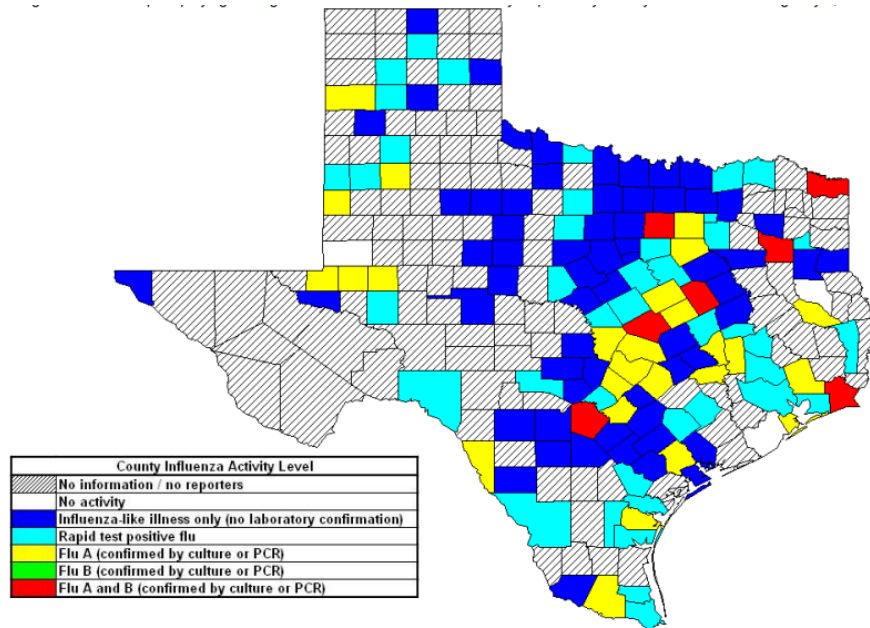 County Influenza Activity Level
No information / no reporters
No activity
Influenza-like illness only (no laboratory confirmation)
Rapid test positive flu
Flu A (confirmed by culture or PCR)
Flu B (confirmed by culture or PCR)
Flu A and B (confirmed by culture or PCR)